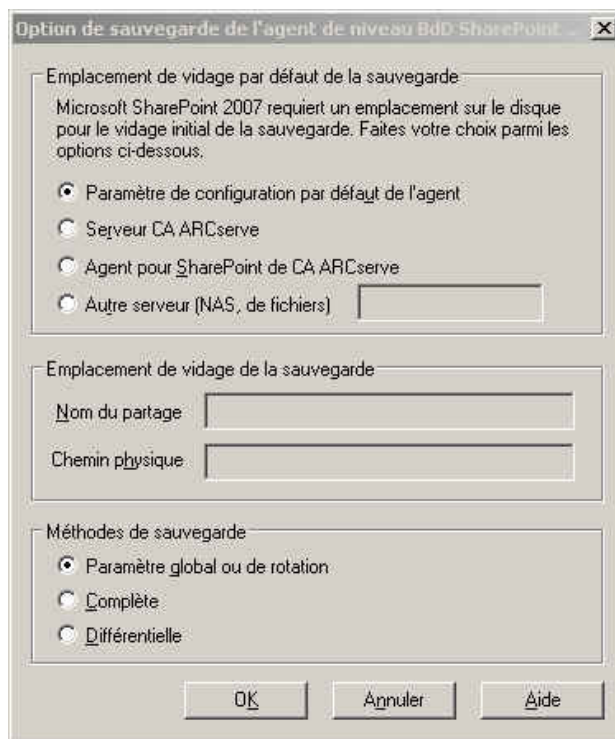 Option de sauvegarde de l'agent de niveau BdD SharePoint ...
Emplacement de vidage par défaut de la sauvegarde
Microsoft SharePoint 2007 requiert un emplacement sur le disque
pour le vidage initial de la sauvegarde. Faites votre choix parmi les
options ci-dessous.
Paramètre de configuration par défaut de l'agent
Serveur CA ARCserve
Agent pour SharePoint de CA ARCserve
Autre serveur (NAS, de fichiers)
Emplacement de vidage de la sauvegarde
Nom du partage
Chemin physique
Méthodes de sauvegarde
Paramètre global ou de rotation
Complète
Différentielle
OK
Annuler
Aide